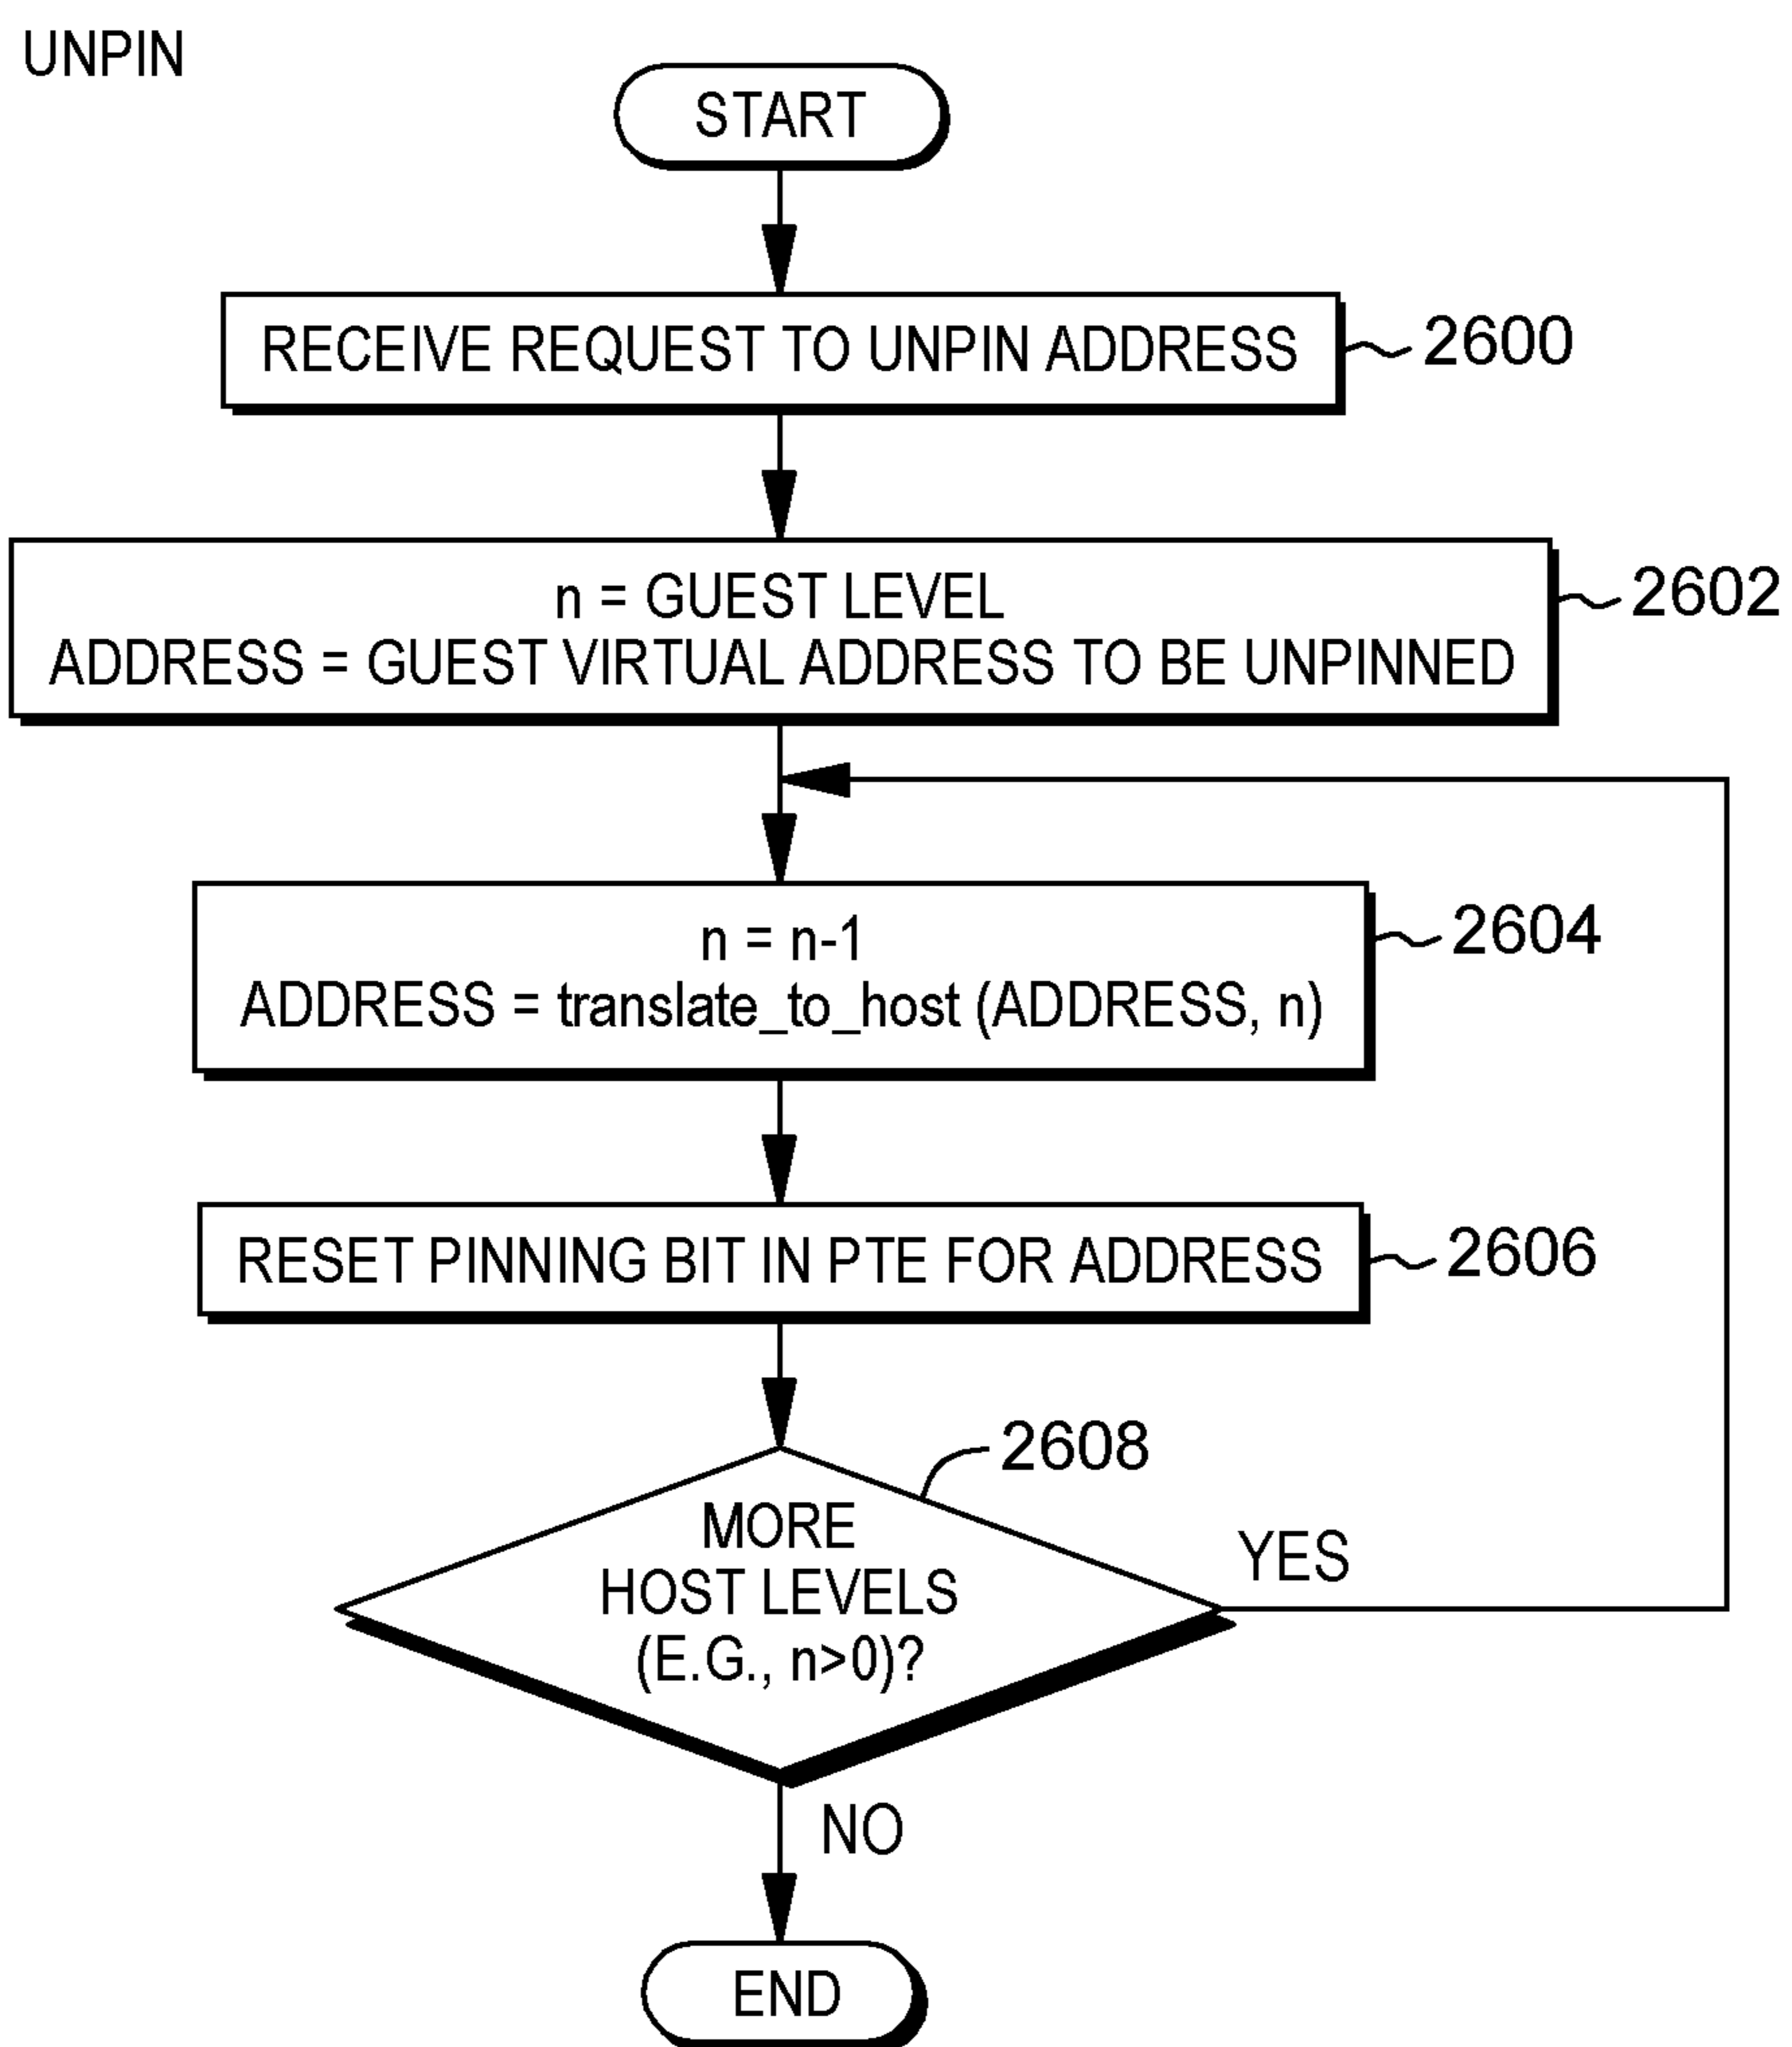 UNPIN
START
RECEIVE REQUEST TO UNPIN ADDRESS
2600
n = GUEST LEVEL
ADDRESS = GUEST VIRTUAL ADDRESS TO BE UNPINNED
2602
n = n-1
ADDRESS = translate_to_host (ADDRESS, n)
2604
RESET PINNING BIT IN PTE FOR ADDRESS
2606
2608
MORE
HOST LEVELS
(E.G., n>0)?
YES
NO
END